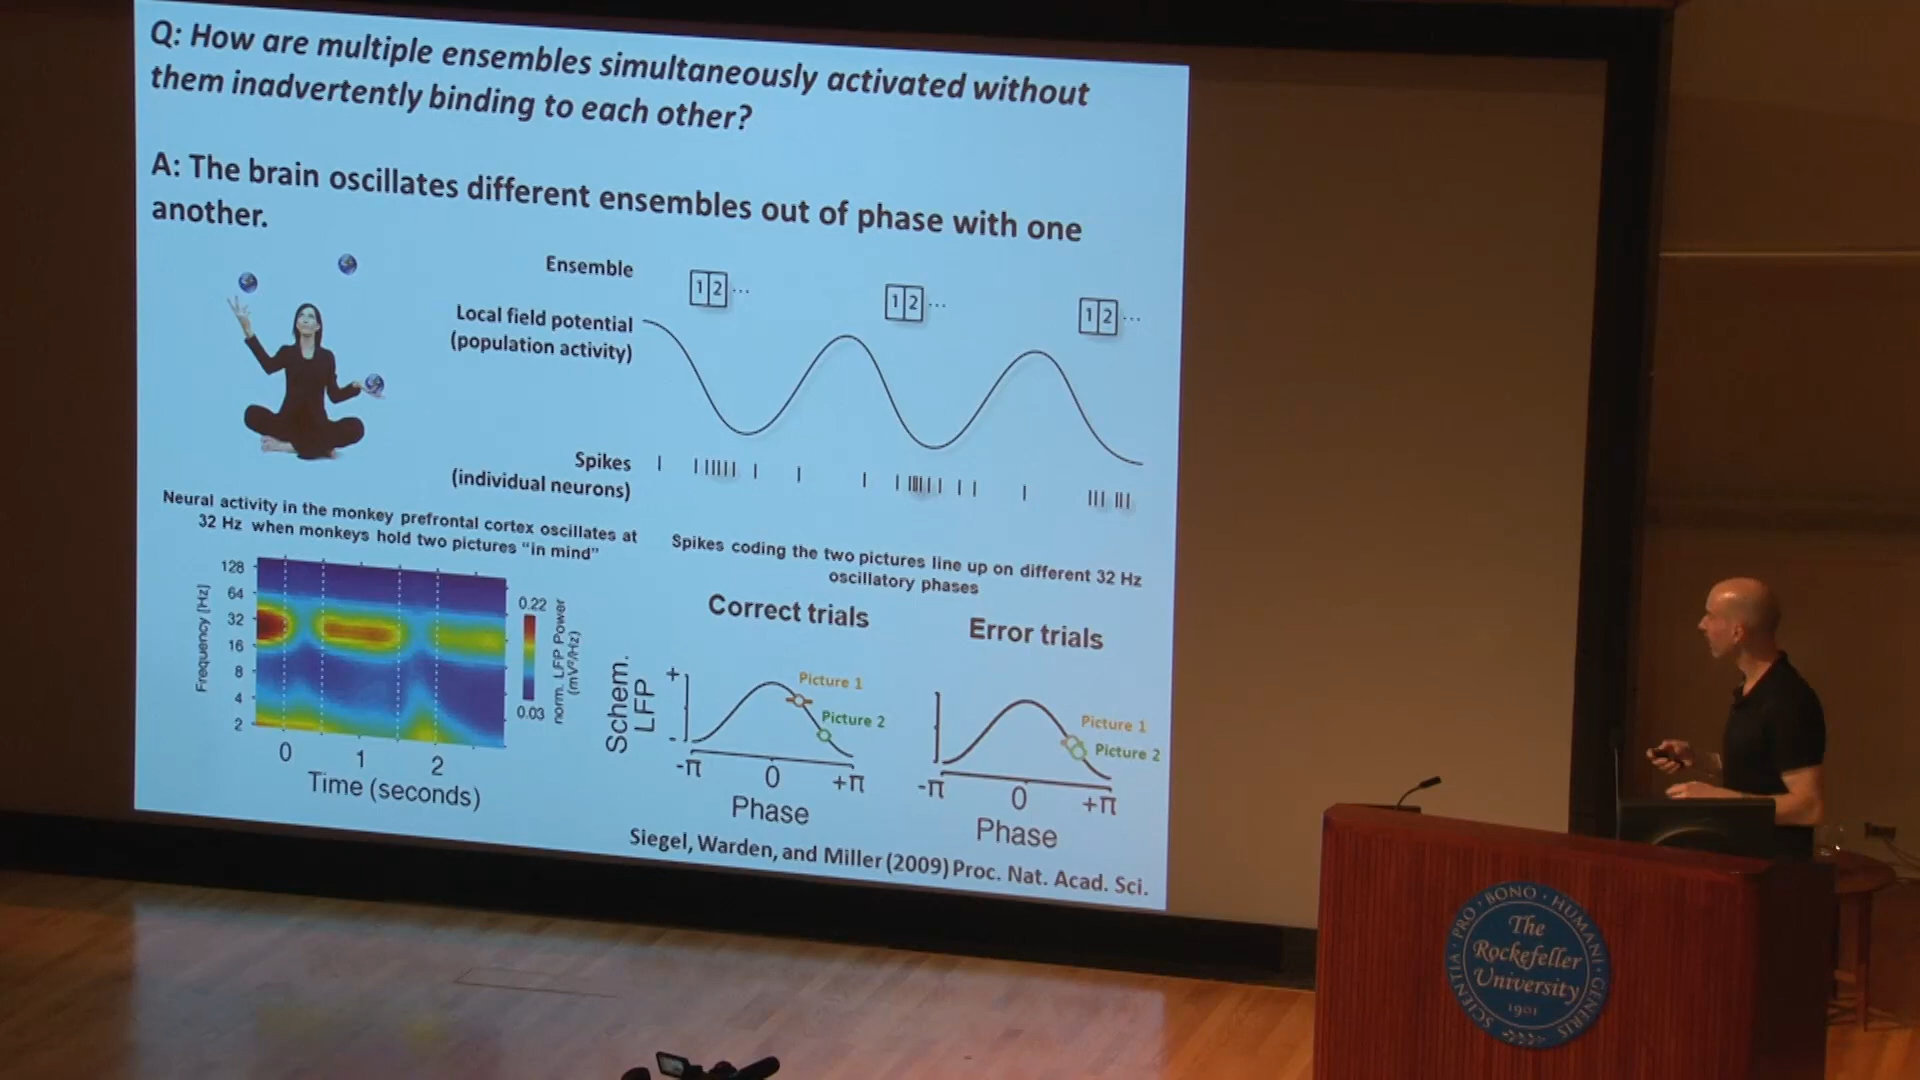 Q: How are multiple ensembles simultaneously activated without
them inadvertently binding to each other?
A: The brain oscillates different ensembles out of phase with one
another.
Ensemble
1 2 ...
1 2 ...
1 2 ...
Local field potential
(population activity)
Spikes
(individual neurons)
Neural activity in the monkey prefrontal cortex oscillates at
32 Hz when monkeys hold two pictures “in mind”
128
64
32
16
8
4
2
Frequency [Hz]
0
1
2
Time (seconds)
0.22
0.03
norm. LFP Power
(mV²/Hz)
Spikes coding the two pictures line up on different 32 Hz
oscillatory phases
Correct trials
Schem.
LFP
+
-
Picture 1
Picture 2
-π
0
+π
Phase
Error trials
Picture 1
Picture 2
-π
0
+π
Phase
Siegel, Warden, and Miller (2009) Proc. Nat. Acad. Sci.
SCIENTIA · PRO · BONO · HUMANI · GENERIS
The
Rockefeller
University
1901